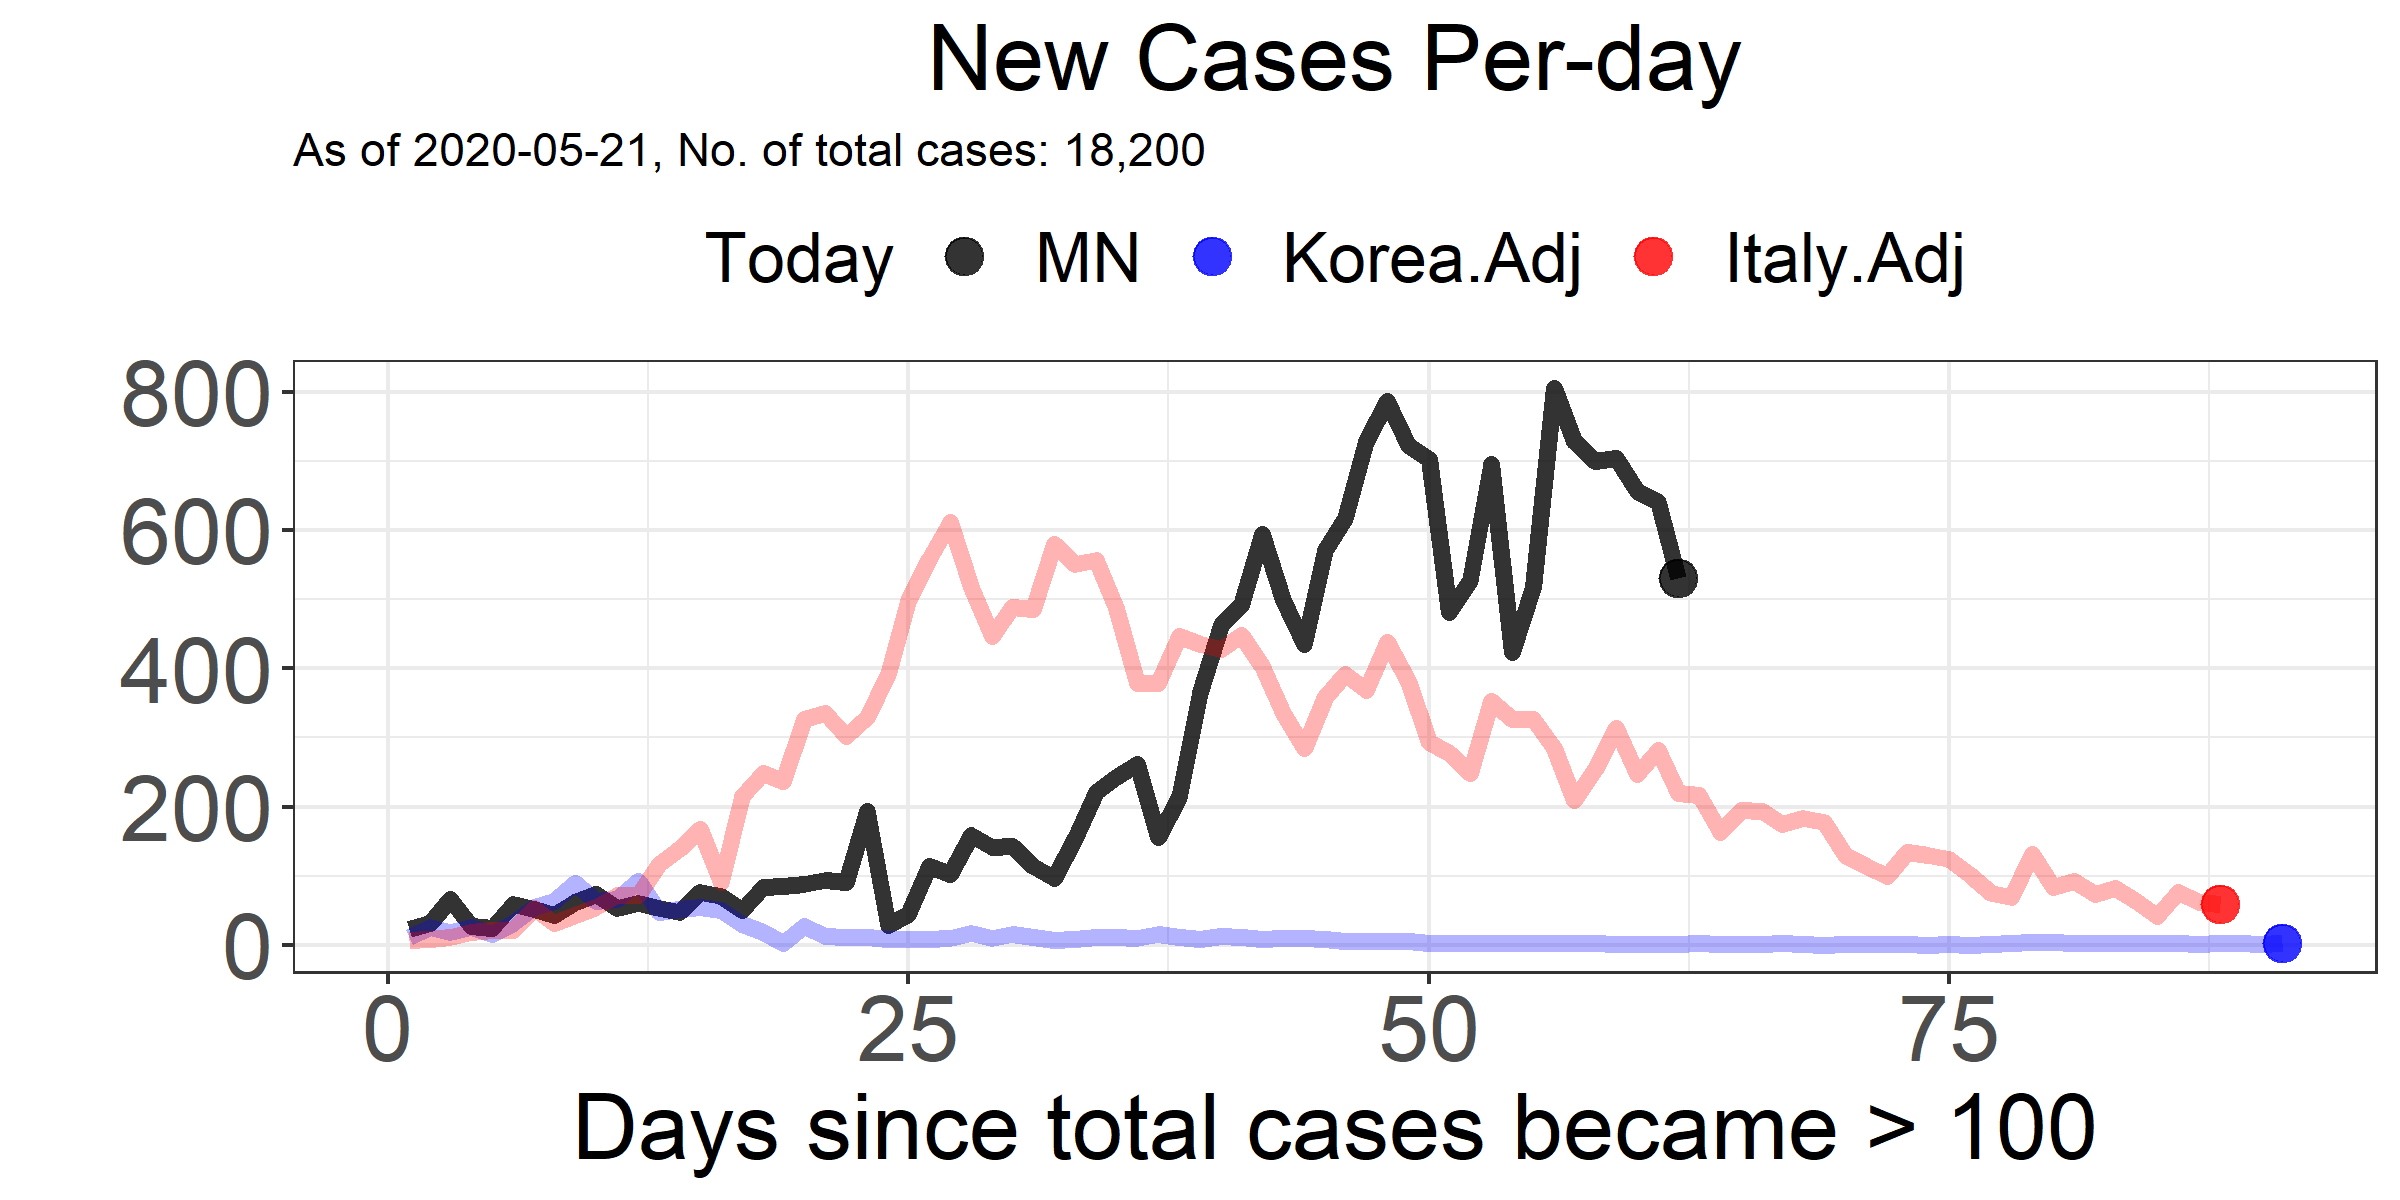 New Cases Per-day
As of 2020-05-21, No. of total cases: 18,200
Today MN Korea.Adj Italy.Adj
800
600
400
200
0
0 25 50 75
Days since total cases became > 100